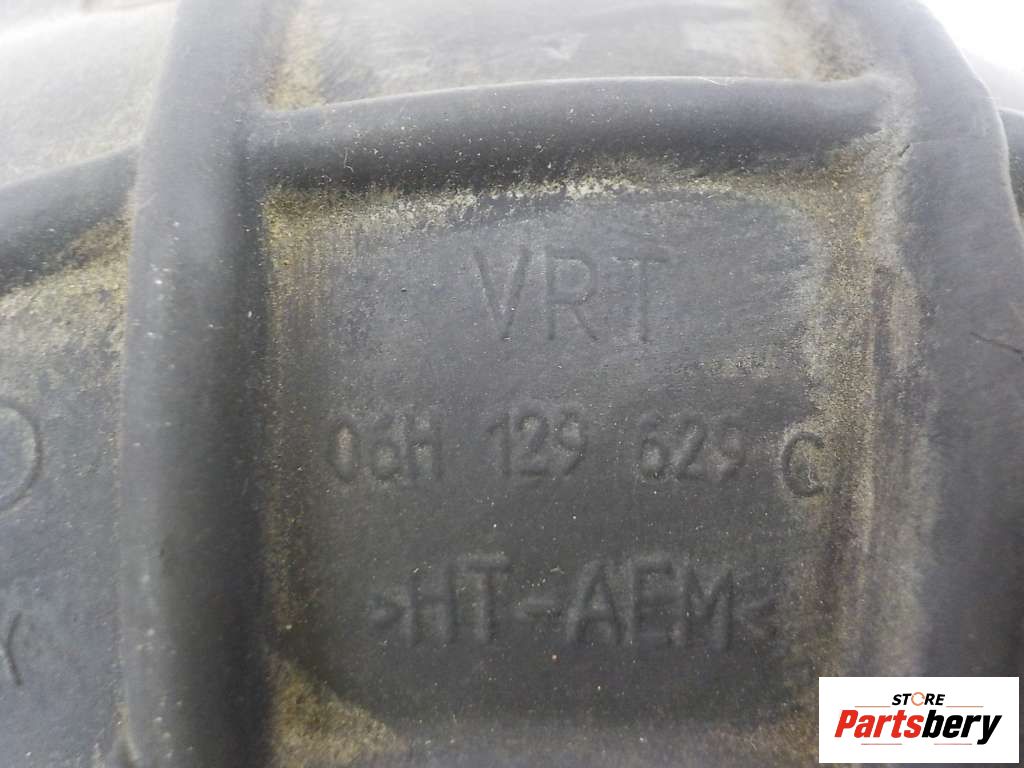 VRT
06H 129 629 C
>HT-AEM<
Y
STORE
Partsbery